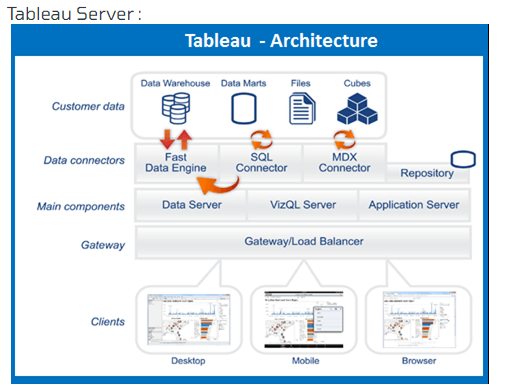 Tableau Server :
Tableau - Architecture
Data Warehouse Data Marts Files Cubes
Customer data
Data connectors
Fast Data Engine
SQL Connector
MDX Connector
Repository
Main components
Data Server VizQL Server Application Server
Gateway
Gateway/Load Balancer
Clients
Desktop Mobile Browser